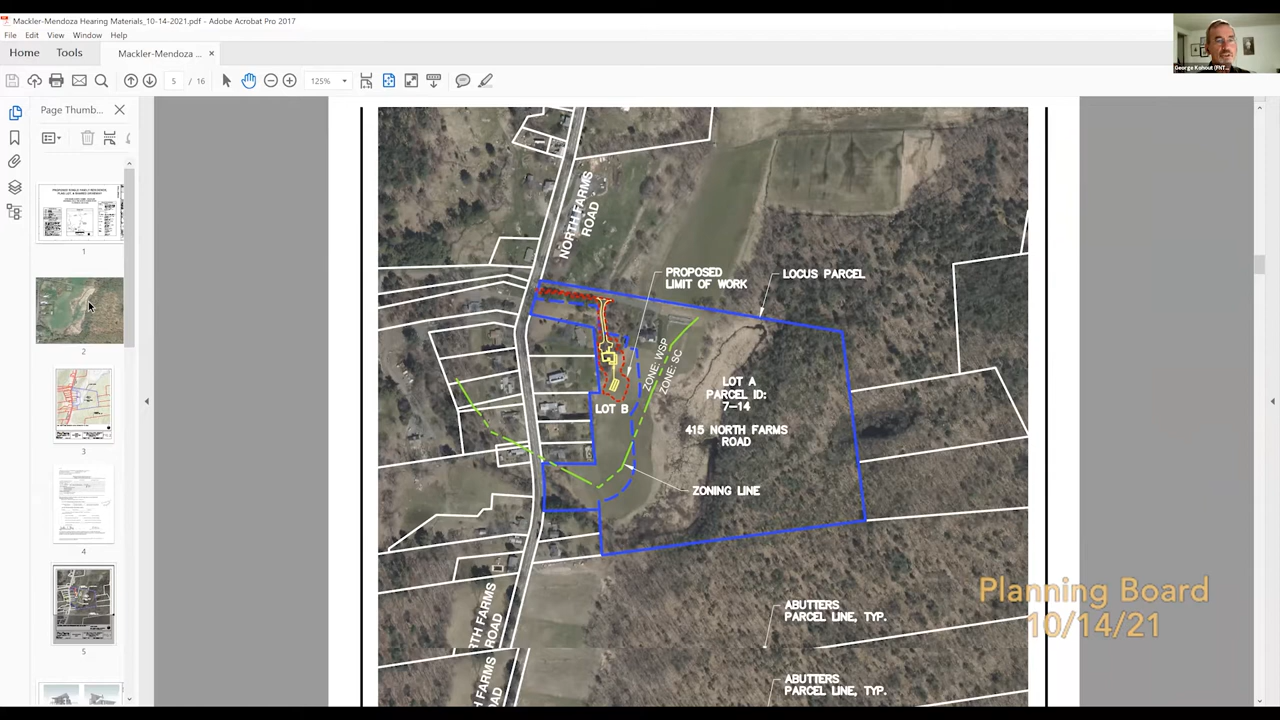 Mackler-Mendoza Hearing Materials_10-14-2021.pdf - Adobe Acrobat Pro 2017
File Edit View Window Help
Home Tools Mackler-Mendoza ... ×
5 / 16 125%
George Kohout
Page Thumb...
1
2
3
4
5
NORTH FARMS
ROAD
PROPOSED
LIMIT OF WORK
LOCUS PARCEL
ZONE: WSP
ZONE: SC
LOT A
PARCEL ID:
7-14
415 NORTH FARMS
ROAD
LOT B
ZONING LINE
ABUTTERS
PARCEL LINE, TYP.
NORTH FARMS
ROAD
ABUTTERS
PARCEL LINE, TYP.
Planning Board
10/14/21